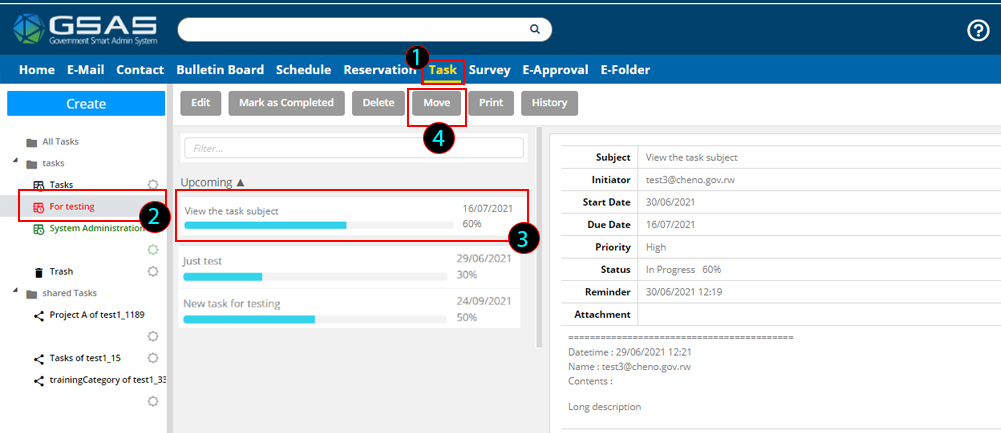 GSAS
Government Smart Admin System
1
Home E-Mail Contact Bulletin Board Schedule Reservation Task Survey E-Approval E-Folder
Create
Edit Mark as Completed Delete Move Print History
4
All Tasks
tasks
Tasks
For testing
2
System Administration
Trash
shared Tasks
Project A of test1_1189
Tasks of test1_15
trainingCategory of test1_33
Filter...
Upcoming ▲
View the task subject 16/07/2021
60%
3
Just test 29/06/2021
30%
New task for testing 24/09/2021
50%
Subject View the task subject
Initiator test3@cheno.gov.rw
Start Date 30/06/2021
Due Date 16/07/2021
Priority High
Status In Progress 60%
Reminder 30/06/2021 12:19
Attachment
==========================================
Datetime : 29/06/2021 12:21
Name : test3@cheno.gov.rw
Contents :
Long description